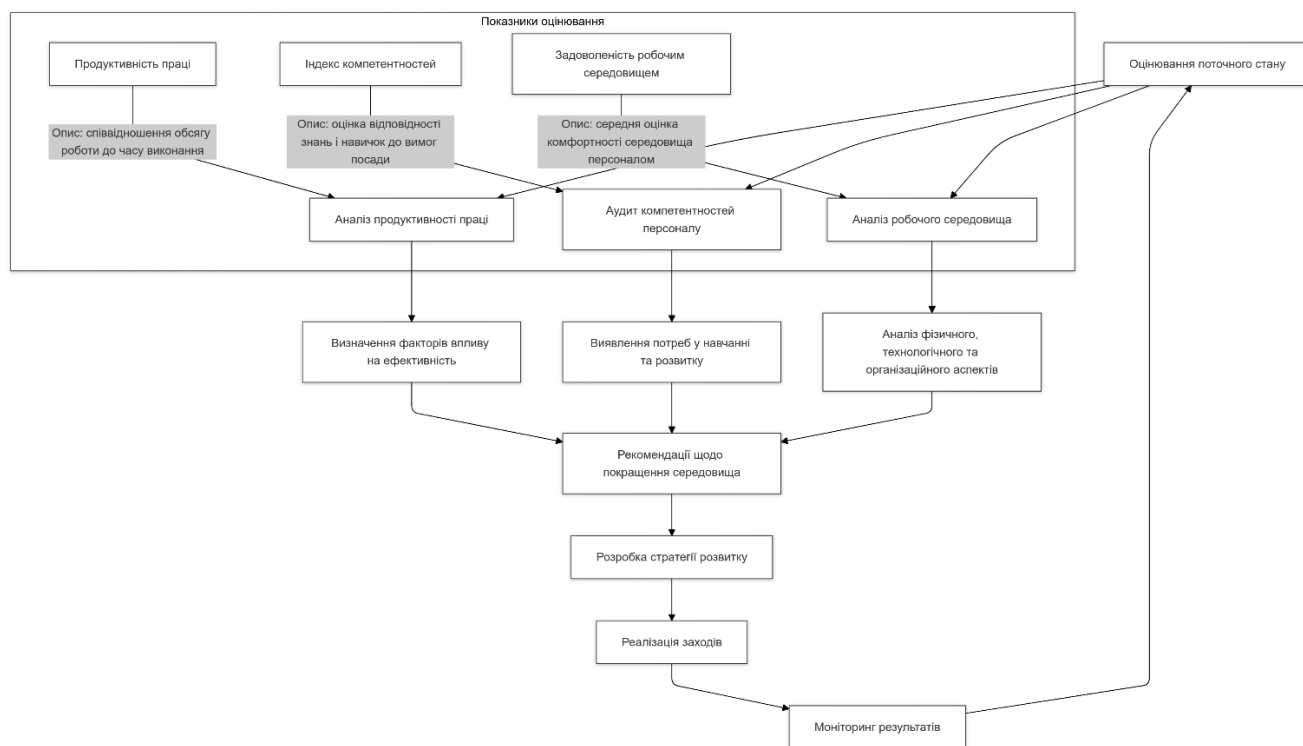 Показники оцінювання
Продуктивність праці
Індекс компетентностей
Задоволеність робочим
середовищем
Оцінювання поточного стану
Опис: співвідношення обсягу
роботи до часу виконання
Опис: оцінка відповідності
знань і навичок до вимог
посади
Опис: середня оцінка
комфортності середовища
персоналом
Аналіз продуктивності праці
Аудит компетентностей
персоналу
Аналіз робочого середовища
Визначення факторів впливу
на ефективність
Виявлення потреб у навчанні
та розвитку
Аналіз фізичного,
технологічного та
організаційного аспектів
Рекомендації щодо
покращення середовища
Розробка стратегії розвитку
Реалізація заходів
Моніторинг результатів